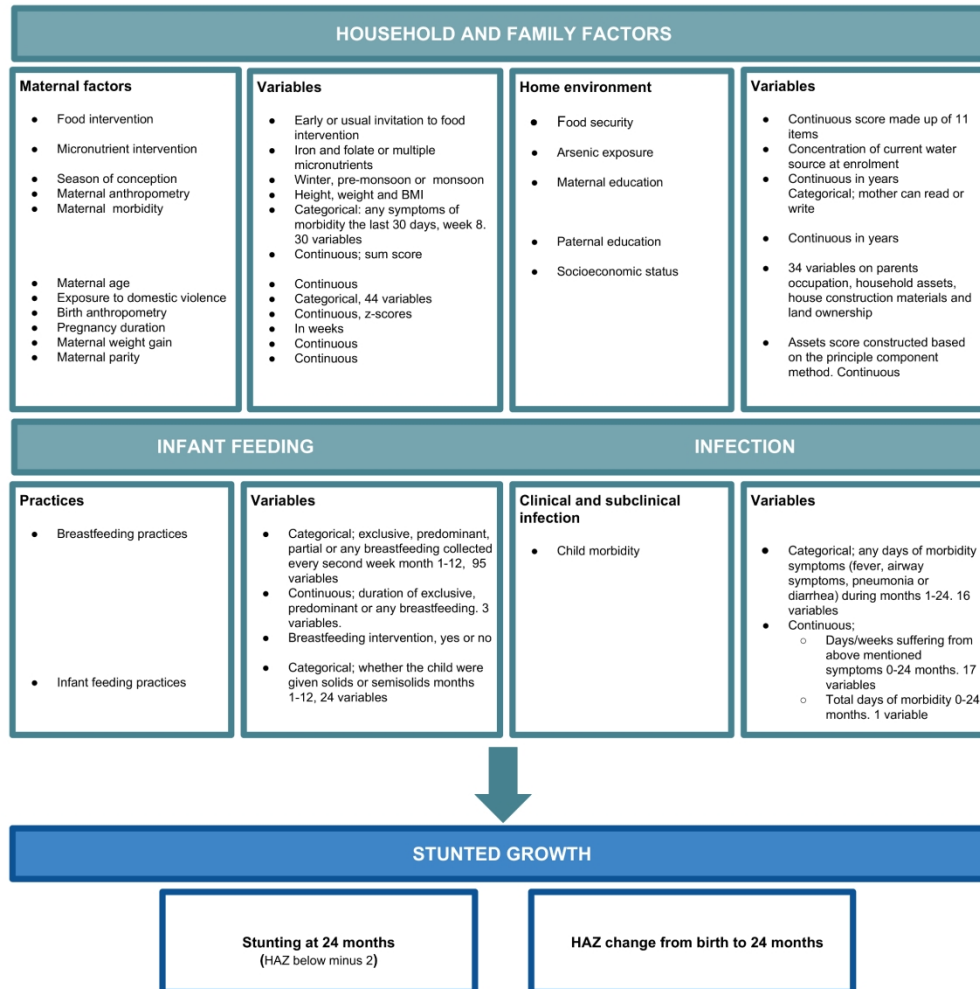 HOUSEHOLD AND FAMILY FACTORS
Maternal factors
● Food intervention
● Micronutrient intervention
● Season of conception
● Maternal anthropometry
● Maternal morbidity
● Maternal age
● Exposure to domestic violence
● Birth anthropometry
● Pregnancy duration
● Maternal weight gain
● Maternal parity
Variables
● Early or usual invitation to food
intervention
● Iron and folate or multiple
micronutrients
● Winter, pre-monsoon or monsoon
● Height, weight and BMI
● Categorical: any symptoms of
morbidity the last 30 days, week 8.
30 variables
● Continuous; sum score
● Continuous
● Categorical, 44 variables
● Continuous, z-scores
● In weeks
● Continuous
● Continuous
Home environment
● Food security
● Arsenic exposure
● Maternal education
● Paternal education
● Socioeconomic status
Variables
● Continuous score made up of 11
items
● Concentration of current water
source at enrolment
● Continuous in years
Categorical; mother can read or
write
● Continuous in years
● 34 variables on parents
occupation, household assets,
house construction materials and
land ownership
● Assets score constructed based
on the principle component
method. Continuous
INFANT FEEDING
INFECTION
Practices
● Breastfeeding practices
● Infant feeding practices
Variables
● Categorical; exclusive, predominant,
partial or any breastfeeding collected
every second week month 1-12, 95
variables
● Continuous; duration of exclusive,
predominant or any breastfeeding. 3
variables.
● Breastfeeding intervention, yes or no
● Categorical; whether the child were
given solids or semisolids months
1-12, 24 variables
Clinical and subclinical
infection
● Child morbidity
Variables
● Categorical; any days of morbidity
symptoms (fever, airway
symptoms, pneumonia or
diarrhea) during months 1-24. 16
variables
● Continuous;
○ Days/weeks suffering from
above mentioned
symptoms 0-24 months. 17
variables
○ Total days of morbidity 0-24
months. 1 variable
STUNTED GROWTH
Stunting at 24 months
(HAZ below minus 2)
HAZ change from birth to 24 months